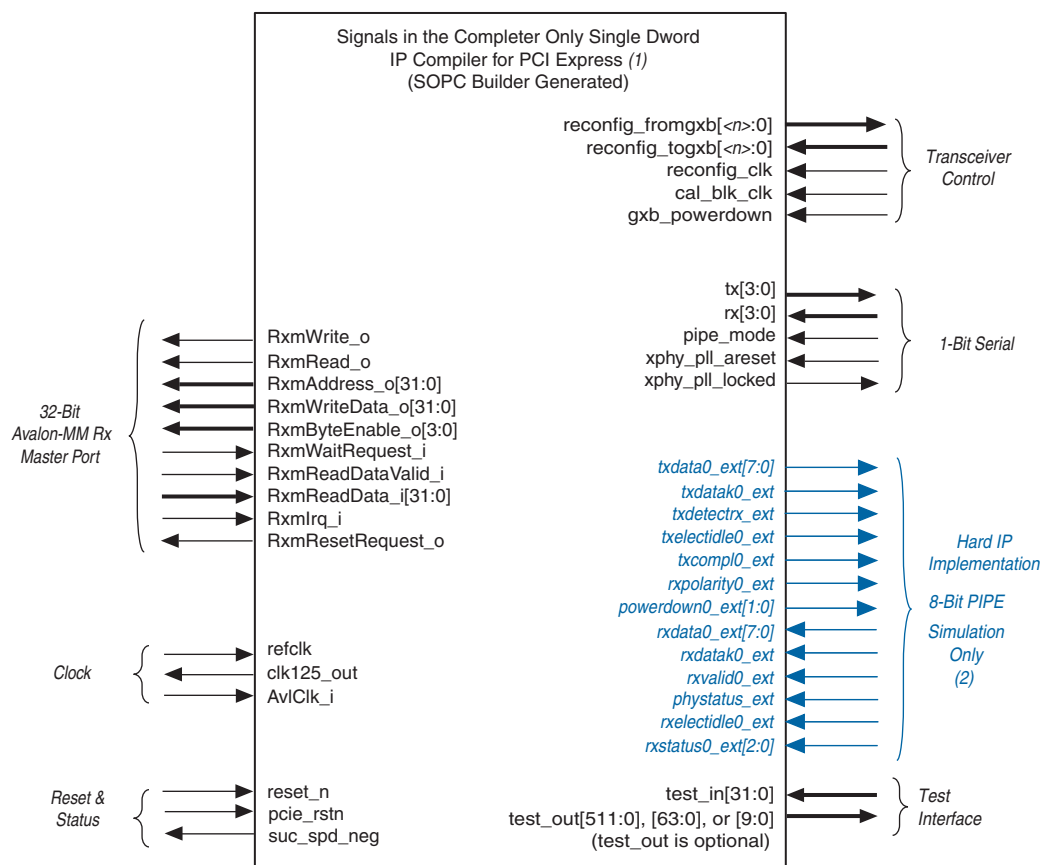 Signals in the Completer Only Single Dword
IP Compiler for PCI Express (1)
(SOPC Builder Generated)
reconfig_fromgxb[<n>:0]
reconfig_togxb[<n>:0]
reconfig_clk
cal_blk_clk
gxb_powerdown
Transceiver
Control
tx[3:0]
rx[3:0]
pipe_mode
xphy_pll_areset
xphy_pll_locked
1-Bit Serial
32-Bit
Avalon-MM Rx
Master Port
RxmWrite_o
RxmRead_o
RxmAddress_o[31:0]
RxmWriteData_o[31:0]
RxmByteEnable_o[3:0]
RxmWaitRequest_i
RxmReadDataValid_i
RxmReadData_i[31:0]
RxmIrq_i
RxmResetRequest_o
txdata0_ext[7:0]
txdatak0_ext
txdetectrx_ext
txelectidle0_ext
txcompl0_ext
rxpolarity0_ext
powerdown0_ext[1:0]
rxdata0_ext[7:0]
rxdatak0_ext
rxvalid0_ext
phystatus_ext
rxelectidle0_ext
rxstatus0_ext[2:0]
Hard IP
Implementation
8-Bit PIPE
Simulation
Only
(2)
Clock
refclk
clk125_out
AvlClk_i
Reset &
Status
reset_n
pcie_rstn
suc_spd_neg
test_in[31:0]
test_out[511:0], [63:0], or [9:0]
(test_out is optional)
Test
Interface